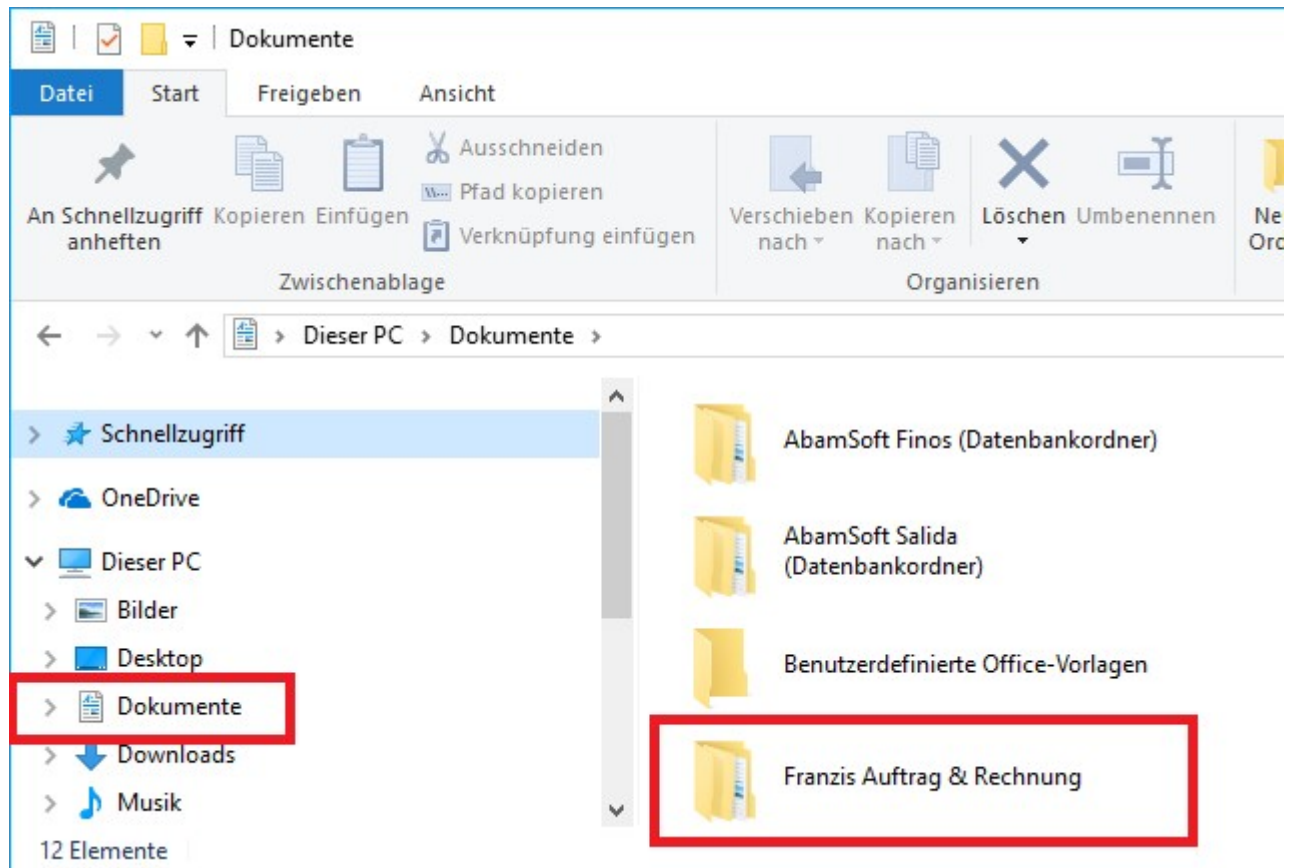 Dokumente
Datei Start Freigeben Ansicht
An Schnellzugriff
anheften
Kopieren
Einfügen
Ausschneiden
Pfad kopieren
Verknüpfung einfügen
Zwischenablage
Verschieben
nach
Kopieren
nach
Löschen
Umbenennen
Organisieren
Ne
Ord
Dieser PC Dokumente
Schnellzugriff
OneDrive
Dieser PC
Bilder
Desktop
Dokumente
Downloads
Musik
12 Elemente
AbamSoft Finos (Datenbankordner)
AbamSoft Salida
(Datenbankordner)
Benutzerdefinierte Office-Vorlagen
Franzis Auftrag & Rechnung